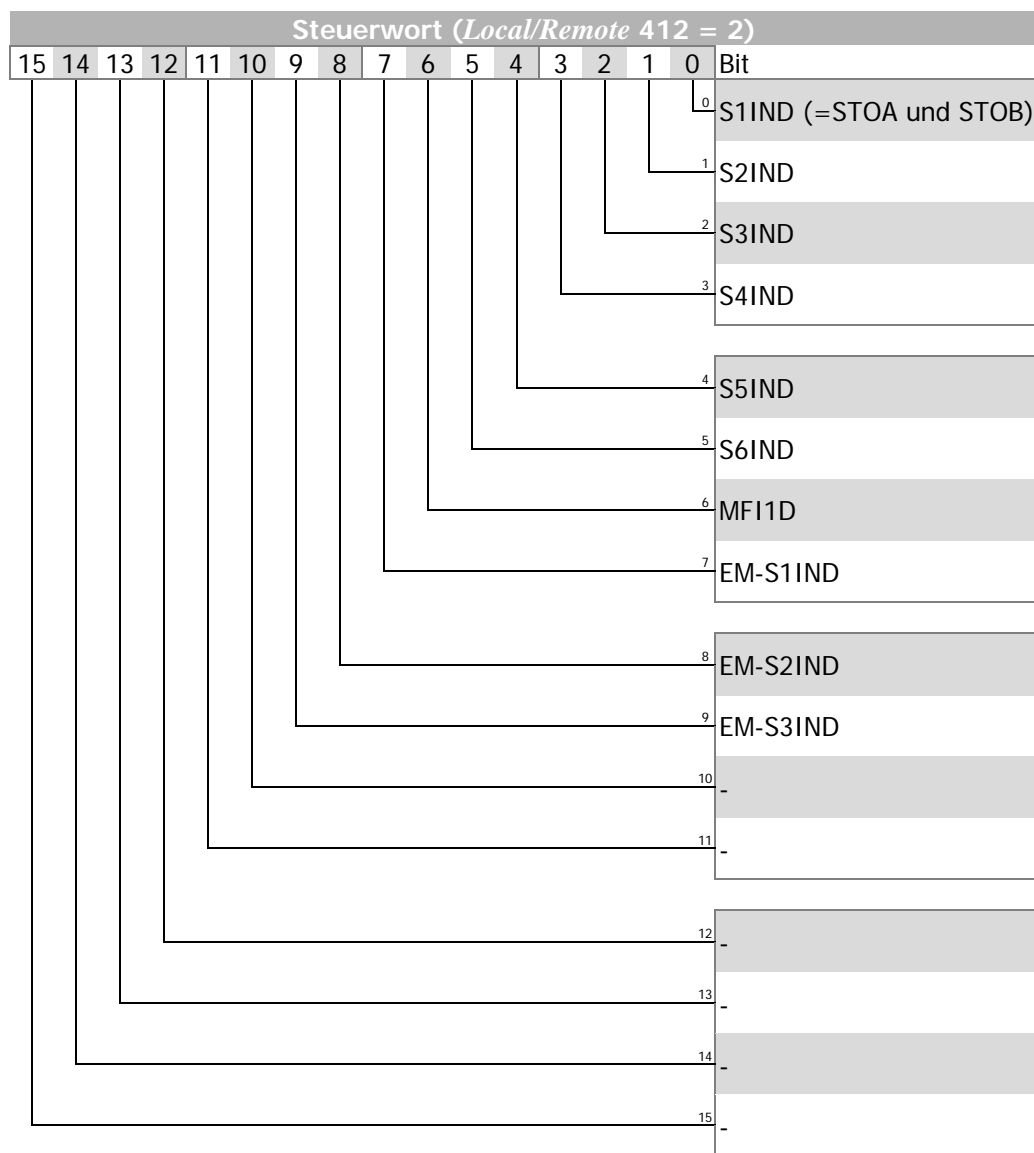 Steuerwort (Local/Remote 412 = 2)
15 14 13 12 11 10 9 8 7 6 5 4 3 2 1 0 Bit
0 S1IND (=STOA und STOB)
1 S2IND
2 S3IND
3 S4IND
4 S5IND
5 S6IND
6 MFI1D
7 EM-S1IND
8 EM-S2IND
9 EM-S3IND
10 -
11 -
12 -
13 -
14 -
15 -